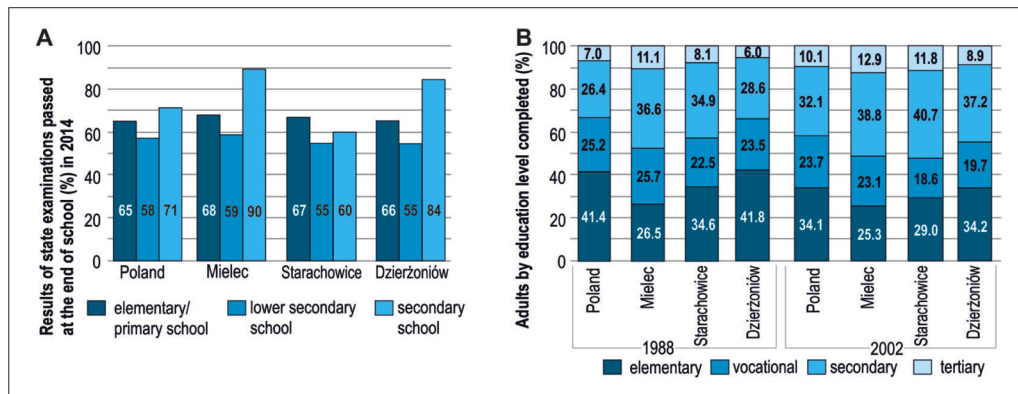 A
Results of state examinations passed
at the end of school (%) in 2014
100
80
60
40
20
0
65 58 71
68 59 90
67 55 60
66 55 84
Poland Mielec Starachowice Dzierżoniów
elementary/
primary school
lower secondary
school
secondary
school
B
Adults by education level completed (%)
100
80
60
40
20
0
7.0 11.1 8.1 6.0 10.1 12.9 11.8 8.9
26.4 36.6 34.9 28.6 32.1 38.8 40.7 37.2
25.2 25.7 22.5 23.5 23.7 23.1 18.6 19.7
41.4 26.5 34.6 41.8 34.1 25.3 29.0 34.2
Poland Mielec Starachowice Dzierżoniów Poland Mielec Starachowice Dzierżoniów
1988 2002
elementary vocational secondary tertiary